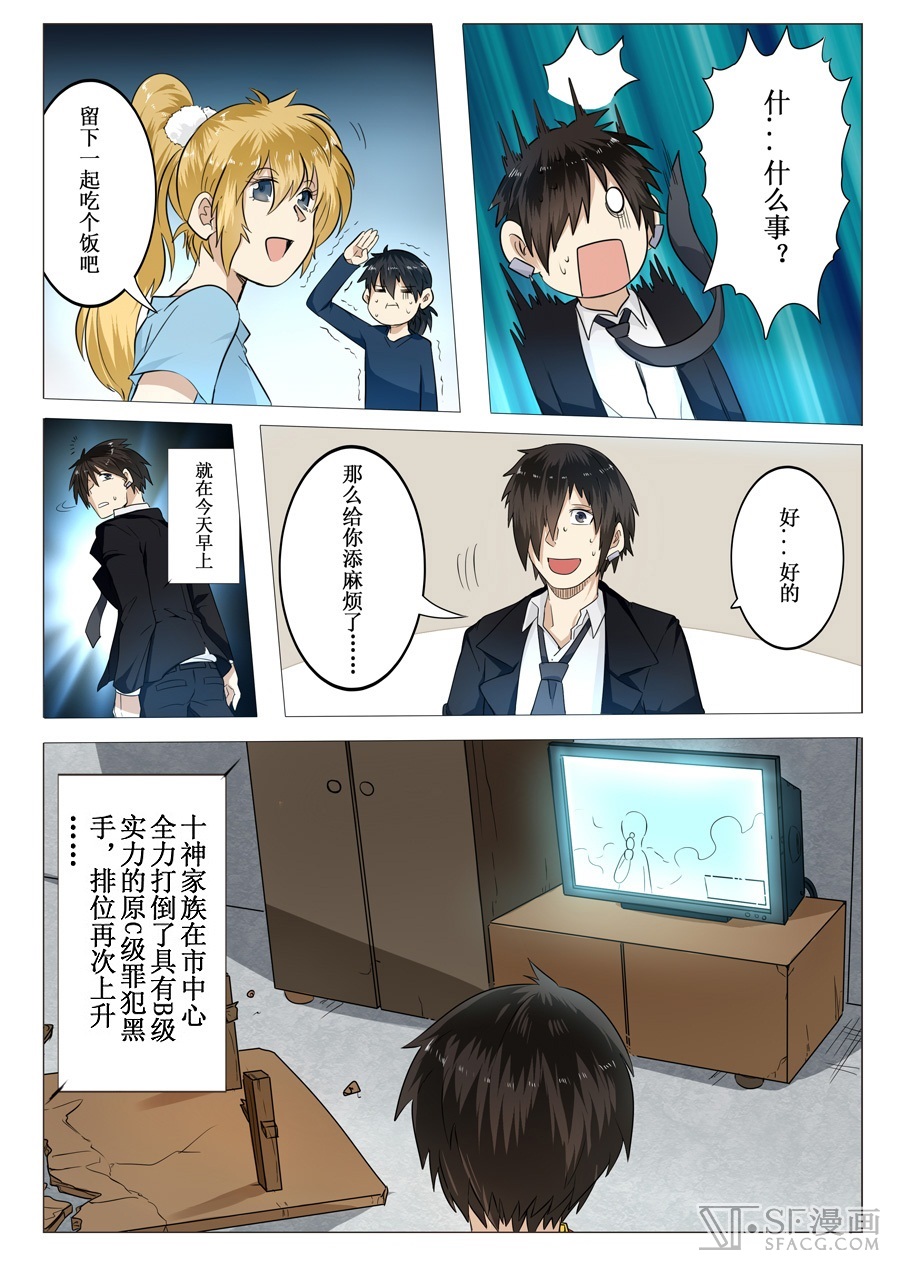 什...什么事？
留下一起吃个饭吧
好...好的
那么给你添麻烦了……
就在今天早上
十神家族在市中心
全力打倒了具有B级
实力的原C级罪犯黑
手，排位再次上升
……
SF漫画
SFACG.COM